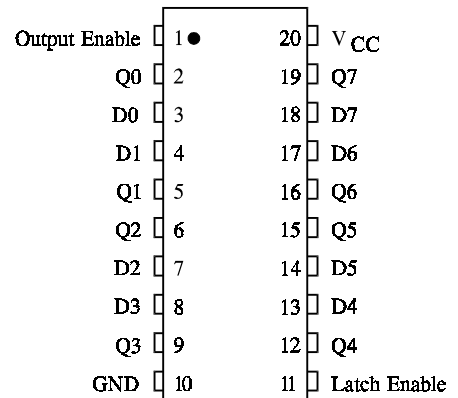 Output Enable 1 20 V CC
Q0 2 19 Q7
D0 3 18 D7
D1 4 17 D6
Q1 5 16 Q6
Q2 6 15 Q5
D2 7 14 D5
D3 8 13 D4
Q3 9 12 Q4
GND 10 11 Latch Enable